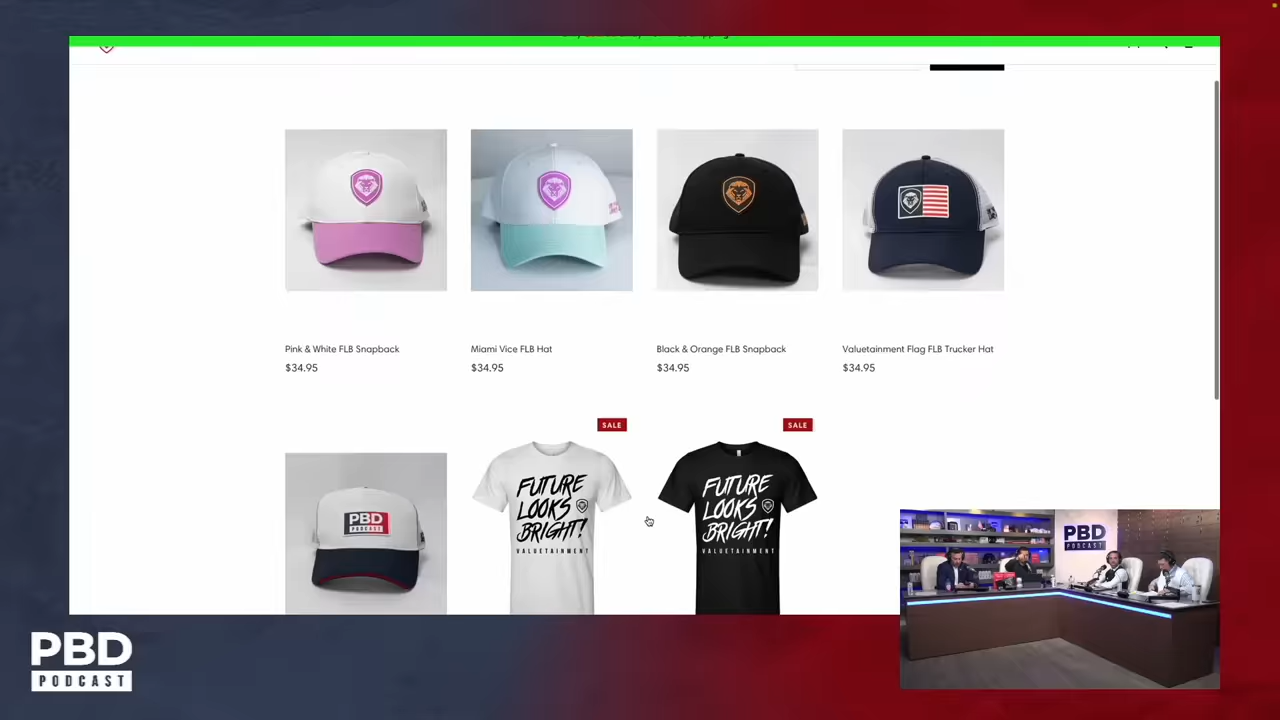 Pink & White FLB Snapback
$34.95
Miami Vice FLB Hat
$34.95
Black & Orange FLB Snapback
$34.95
Valuetainment Flag FLB Trucker Hat
$34.95
SALE
SALE
PBD
PODCAST
FUTURE
LOOKS
BRIGHT!
VALUETAINMENT
FUTURE
LOOKS
BRIGHT!
VALUETAINMENT
PBD
PODCAST
PBD
PODCAST